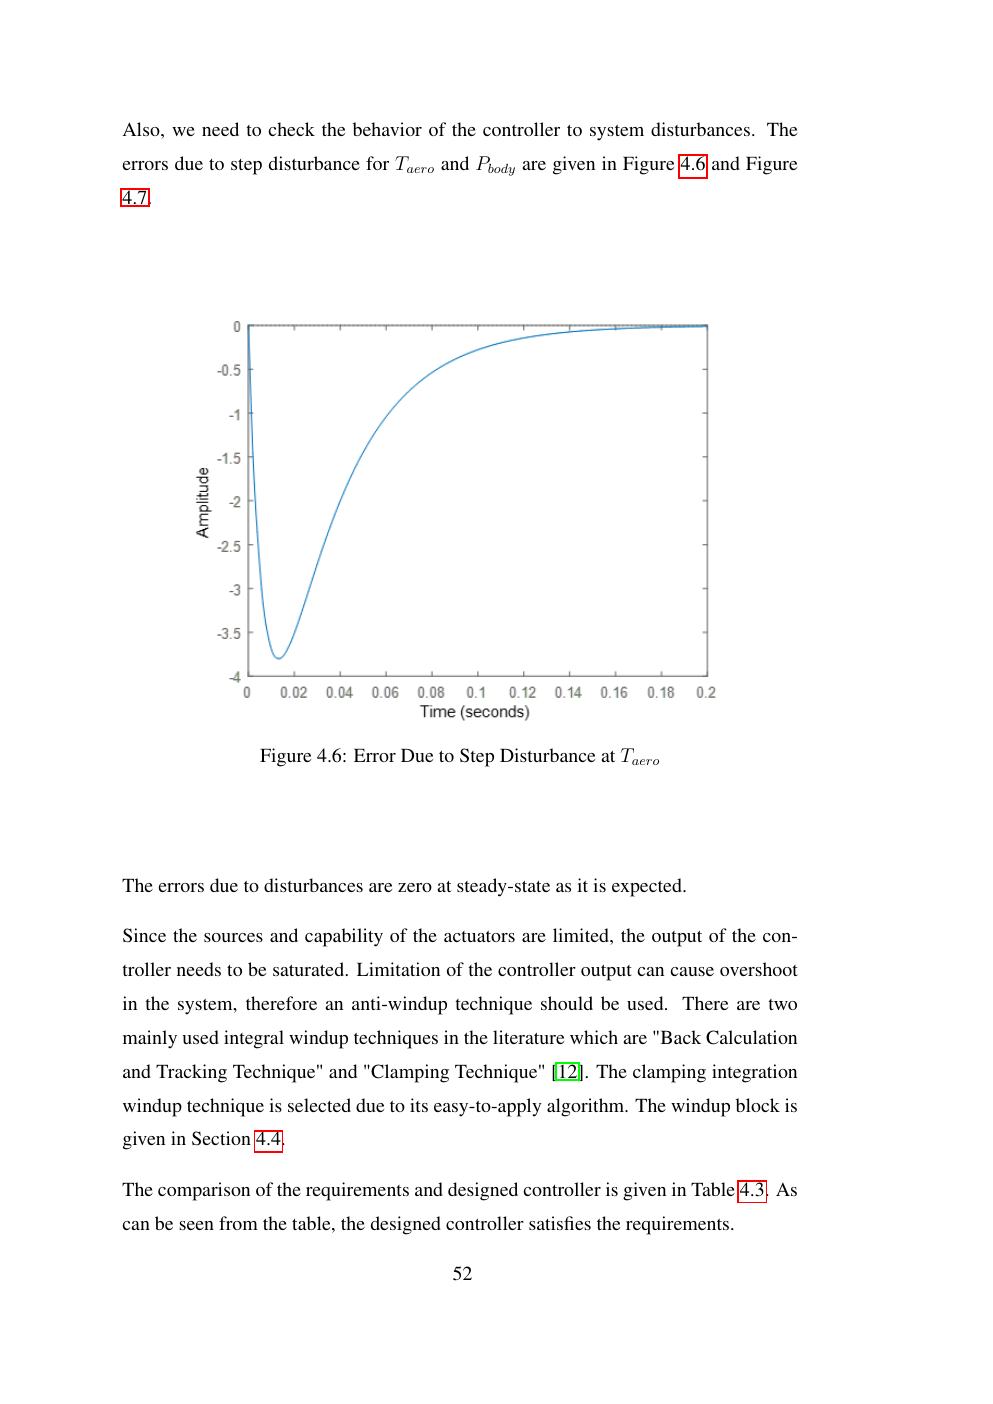 Also, we need to check the behavior of the controller to system disturbances. The
errors due to step disturbance for T_aero and P_body are given in Figure 4.6 and Figure
4.7.
0
-0.5
-1
-1.5
-2
-2.5
-3
-3.5
-4
Amplitude
0 0.02 0.04 0.06 0.08 0.1 0.12 0.14 0.16 0.18 0.2
Time (seconds)
Figure 4.6: Error Due to Step Disturbance at T_aero
The errors due to disturbances are zero at steady-state as it is expected.
Since the sources and capability of the actuators are limited, the output of the con-
troller needs to be saturated. Limitation of the controller output can cause overshoot
in the system, therefore an anti-windup technique should be used. There are two
mainly used integral windup techniques in the literature which are "Back Calculation
and Tracking Technique" and "Clamping Technique" [12]. The clamping integration
windup technique is selected due to its easy-to-apply algorithm. The windup block is
given in Section 4.4.
The comparison of the requirements and designed controller is given in Table 4.3. As
can be seen from the table, the designed controller satisfies the requirements.
52